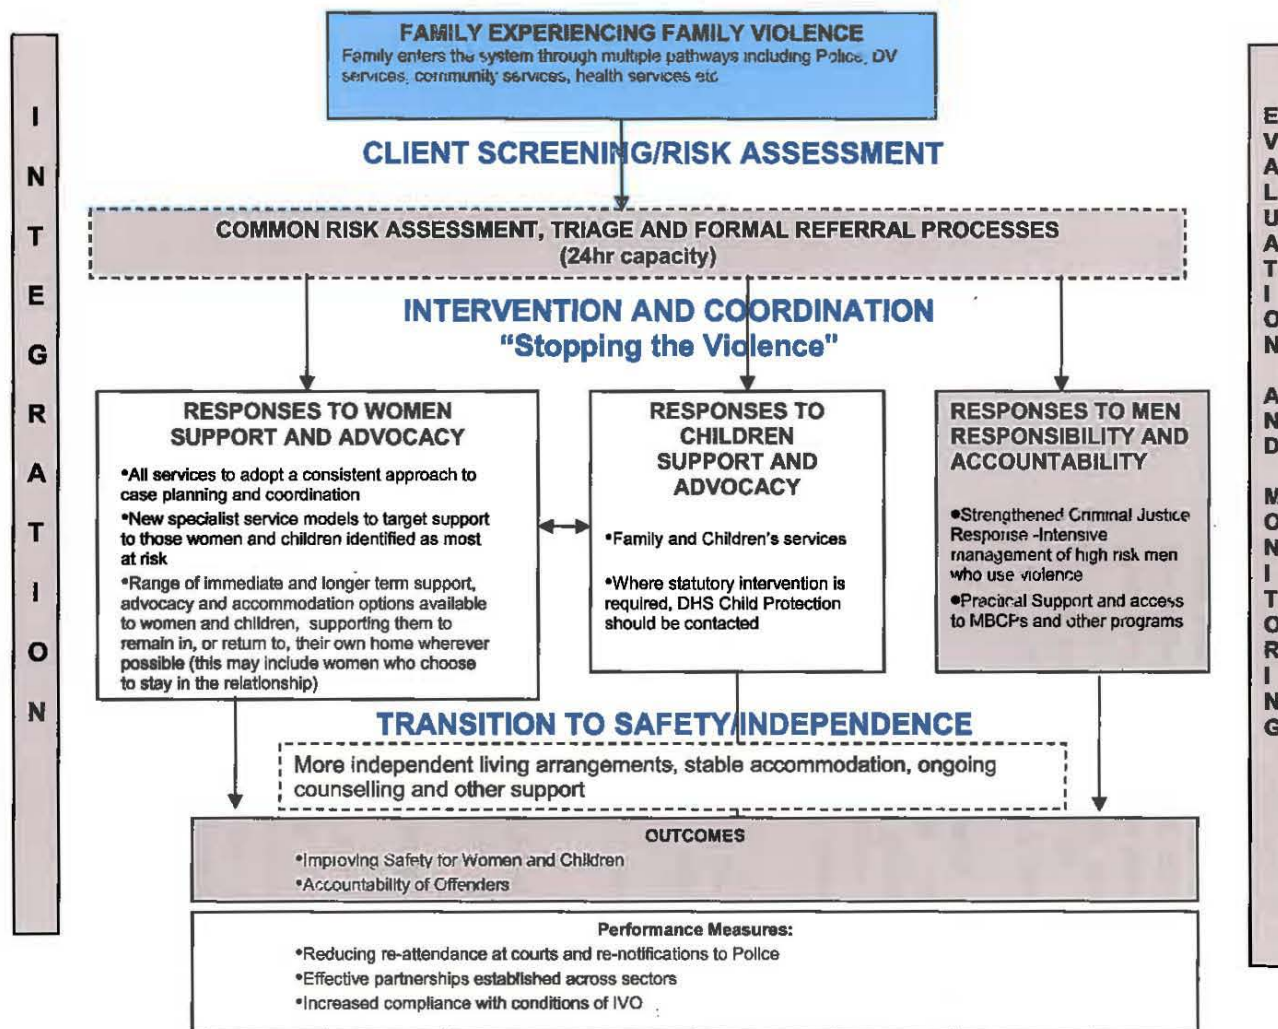 FAMILY EXPERIENCING FAMILY VIOLENCE
Family enters the system through multiple pathways including Police, DV
services, community services, health services etc
CLIENT SCREENING/RISK ASSESSMENT
COMMON RISK ASSESSMENT, TRIAGE AND FORMAL REFERRAL PROCESSES
(24hr capacity)
INTERVENTION AND COORDINATION
“Stopping the Violence"
RESPONSES TO WOMEN
SUPPORT AND ADVOCACY
•All services to adopt a consistent approach to
case planning and coordination
•New specialist service models to target support
to those women and children identified as most
at risk
•Range of immediate and longer term support,
advocacy and accommodation options available
to women and children, supporting them to
remain in, or return to, their own home wherever
possible (this may include women who choose
to stay in the relationship)
RESPONSES TO
CHILDREN
SUPPORT AND
ADVOCACY
•Family and Children's services
•Where statutory intervention is
required, DHS Child Protection
should be contacted
RESPONSES TO MEN
RESPONSIBILITY AND
ACCOUNTABILITY
•Strengthened Criminal Justice
Response -Intensive
management of high risk men
who use violence
•Practical Support and access
to MBCPs and other programs
TRANSITION TO SAFETY/INDEPENDENCE
More independent living arrangements, stable accommodation, ongoing
counselling and other support
OUTCOMES
•Improving Safety for Women and Children
•Accountability of Offenders
Performance Measures:
•Reducing re-attendance at courts and re-notifications to Police
•Effective partnerships established across sectors
•Increased compliance with conditions of IVO
INTEGRATION
EVALUATION AND MONITORING